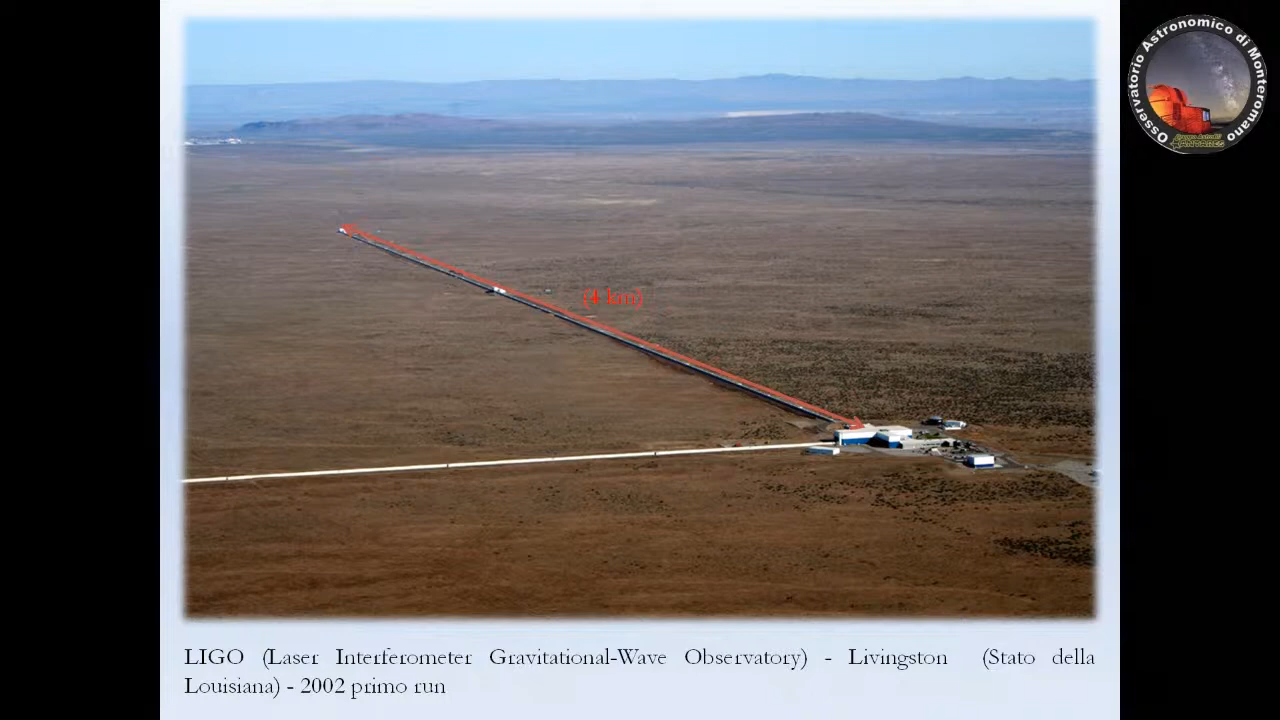 Osservatorio Astronomico di Monteromano
(4 km)
LIGO (Laser Interferometer Gravitational-Wave Observatory) - Livingston (Stato della
Louisiana) - 2002 primo run